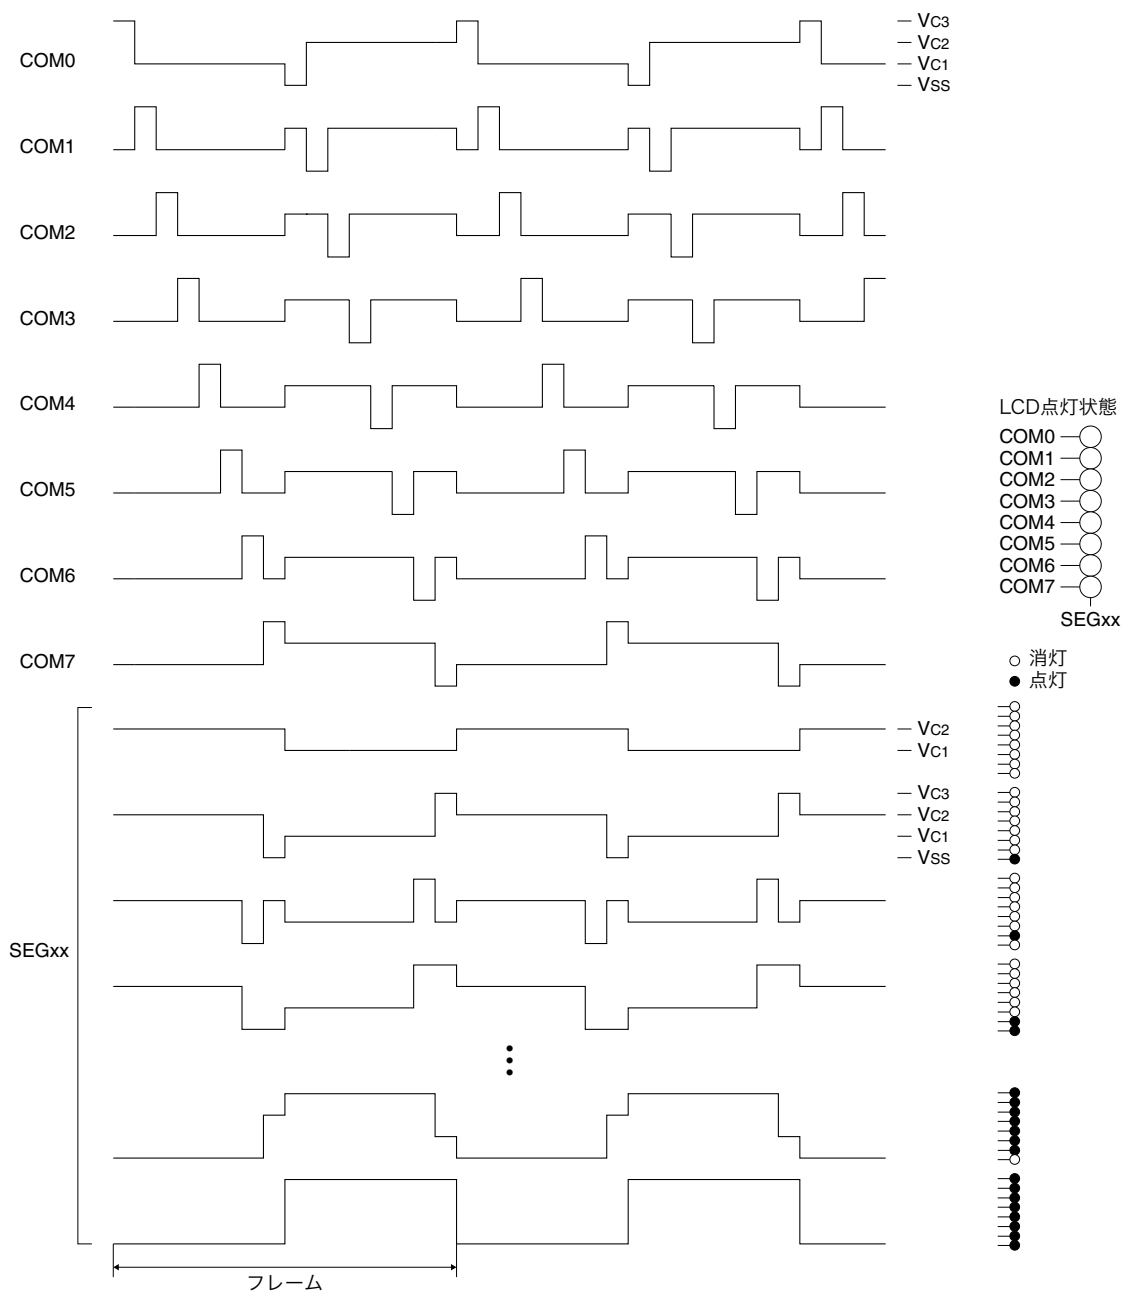 COM0
VC3
VC2
VC1
VSS
COM1
COM2
COM3
COM4
COM5
COM6
COM7
LCD点灯状態
COM0
COM1
COM2
COM3
COM4
COM5
COM6
COM7
SEGxx
消灯
点灯
VC2
VC1
VC3
VC2
VC1
VSS
SEGxx
フレーム